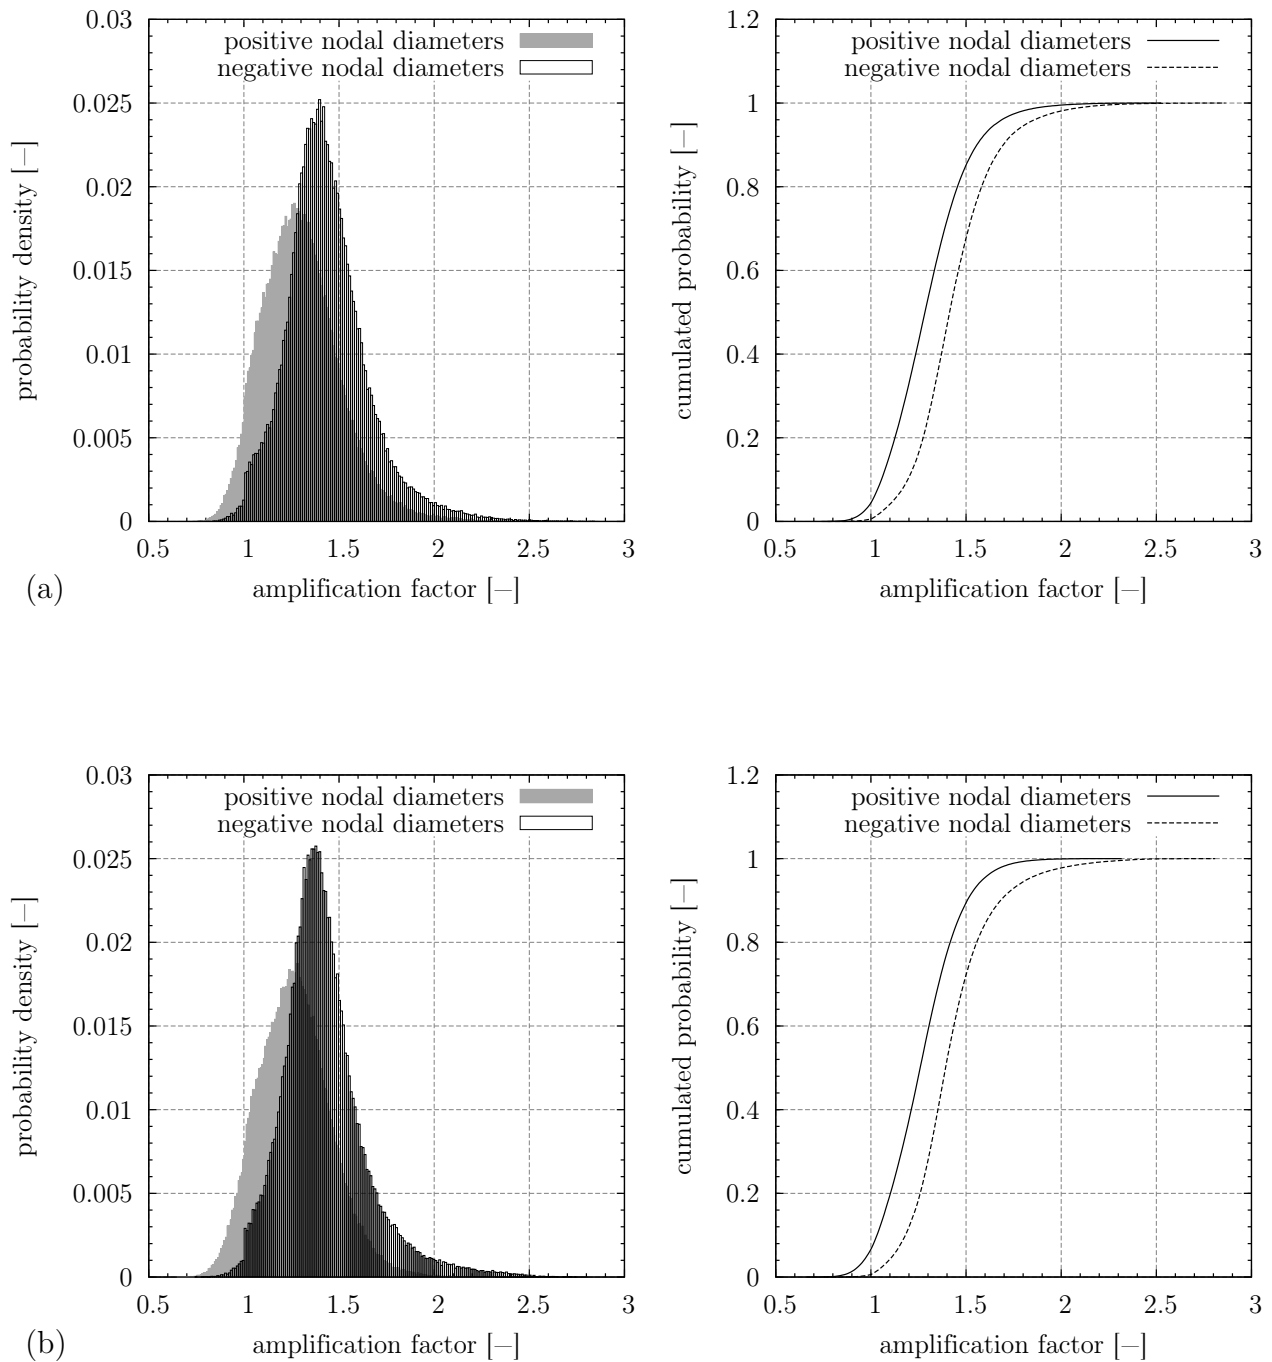 0.03
0.025
0.02
0.015
0.01
0.005
0
0.5
1
1.5
2
2.5
3
probability density [–]
amplification factor [–]
positive nodal diameters
negative nodal diameters
1.2
1
0.8
0.6
0.4
0.2
0
0.5
1
1.5
2
2.5
3
cumulated probability [–]
amplification factor [–]
positive nodal diameters
negative nodal diameters
(a)
0.03
0.025
0.02
0.015
0.01
0.005
0
0.5
1
1.5
2
2.5
3
probability density [–]
amplification factor [–]
positive nodal diameters
negative nodal diameters
1.2
1
0.8
0.6
0.4
0.2
0
0.5
1
1.5
2
2.5
3
cumulated probability [–]
amplification factor [–]
positive nodal diameters
negative nodal diameters
(b)